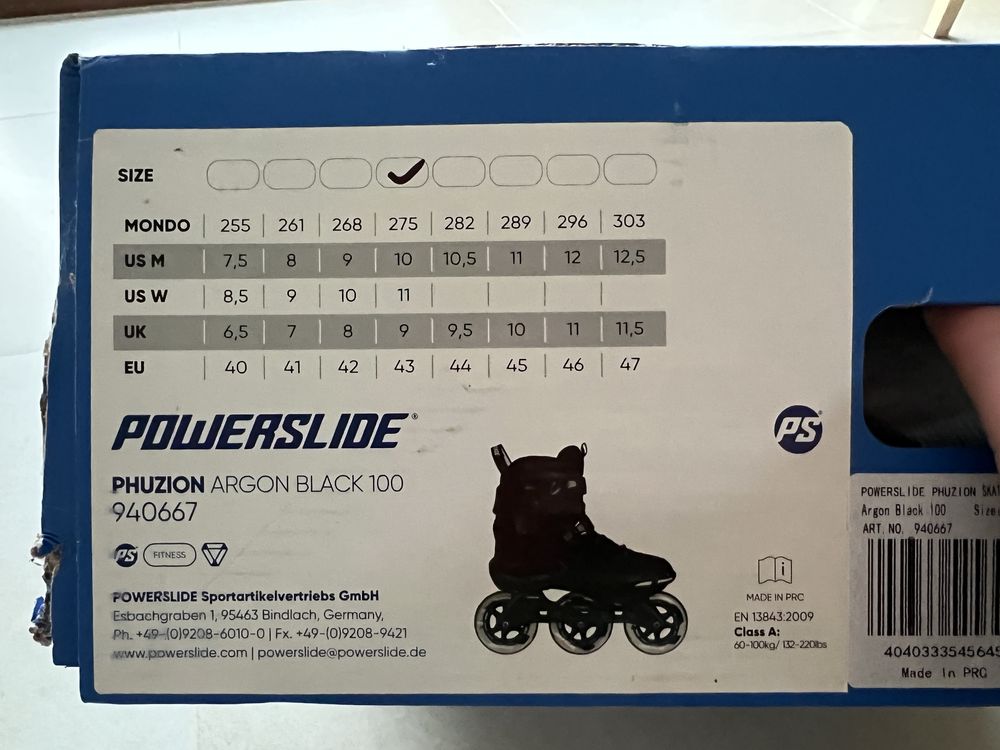 SIZE
MONDO 255 261 268 275 282 289 296 303
US M 7,5 8 9 10 10,5 11 12 12,5
US W 8,5 9 10 11
UK 6,5 7 8 9 9,5 10 11 11,5
EU 40 41 42 43 44 45 46 47
POWERSLIDE®
PS
PHUZION ARGON BLACK 100
940667
PS FITNESS
POWERSLIDE Sportartikelvertriebs GmbH
Esbachgraben 1, 95463 Bindlach, Germany,
Ph. +49-(0)9208-6010-0 | Fx. +49-(0)9208-9421
www.powerslide.com | powerslide@powerslide.de
MADE IN PRC
EN 13843:2009
Class A:
60-100kg/ 132-220lbs
POWERSLIDE PHUZION
Argon Black 100 Size
ART. NO. 940667
4040333545645
Made in PRC